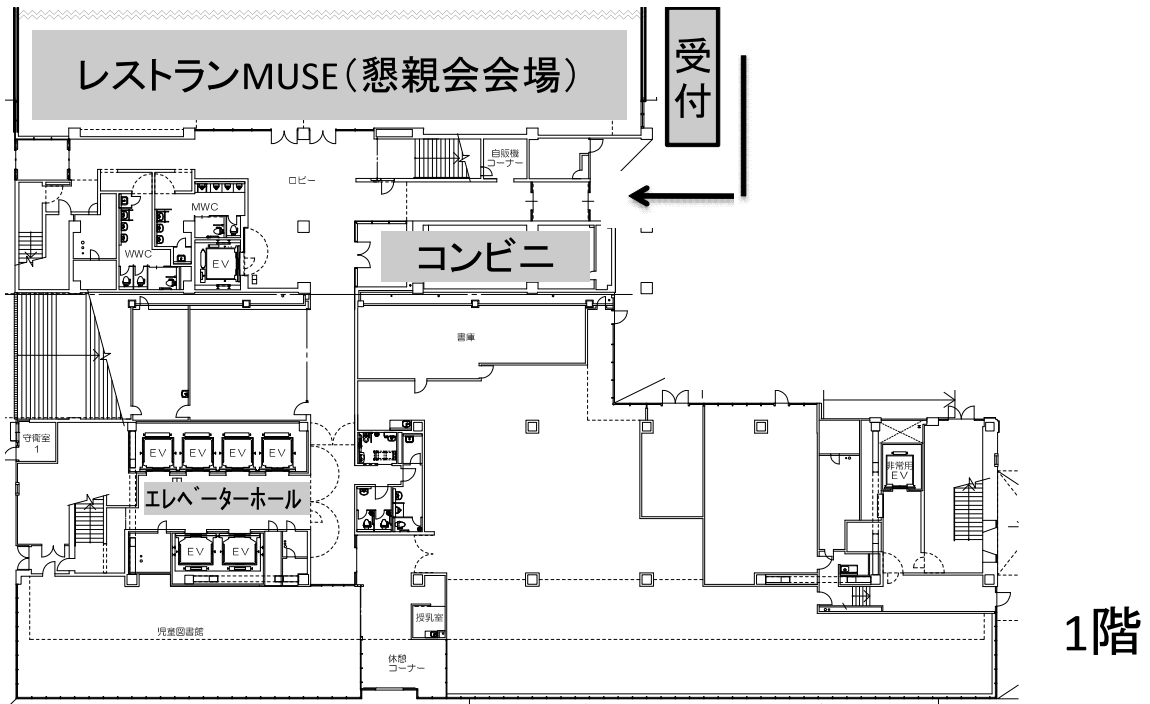 レストランMUSE(懇親会会場)
受付
自販機
コーナー
ロビー
MWC
WWC
EV
コンビニ
書庫
守衛室
1
EV
EV
EV
EV
非常用
EV
エレベーターホール
EV
EV
授乳室
児童図書館
休憩
コーナー
1階